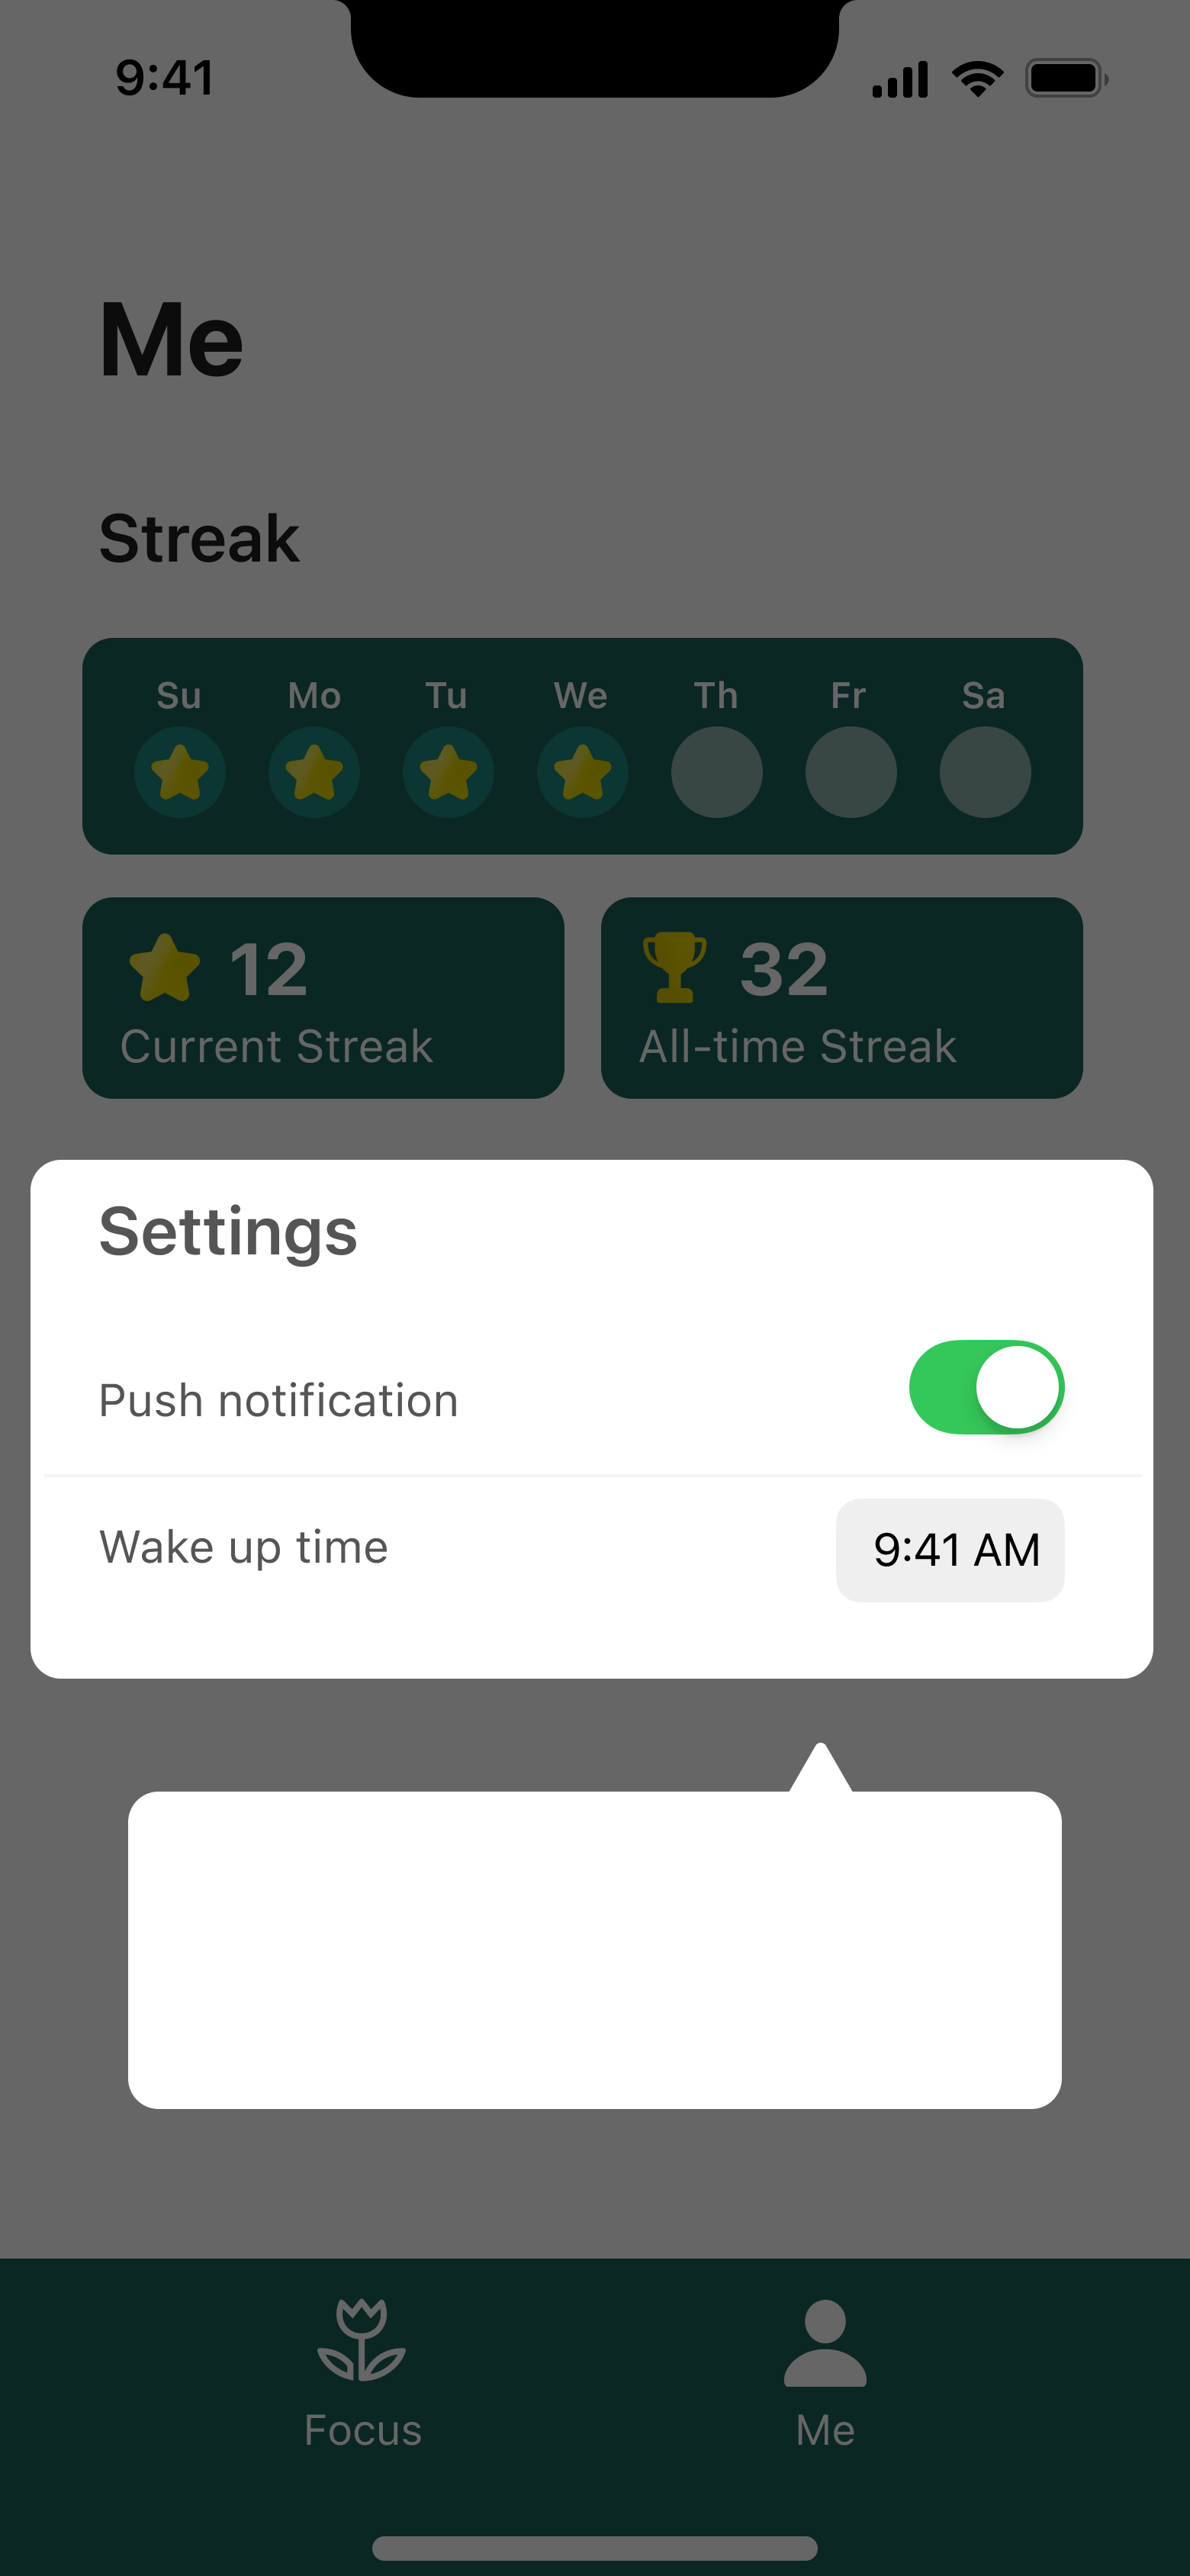 9:41
Me
Streak
Su Mo Tu We Th Fr Sa
12
Current Streak
32
All-time Streak
Settings
Push notification
Wake up time
9:41 AM
Focus
Me